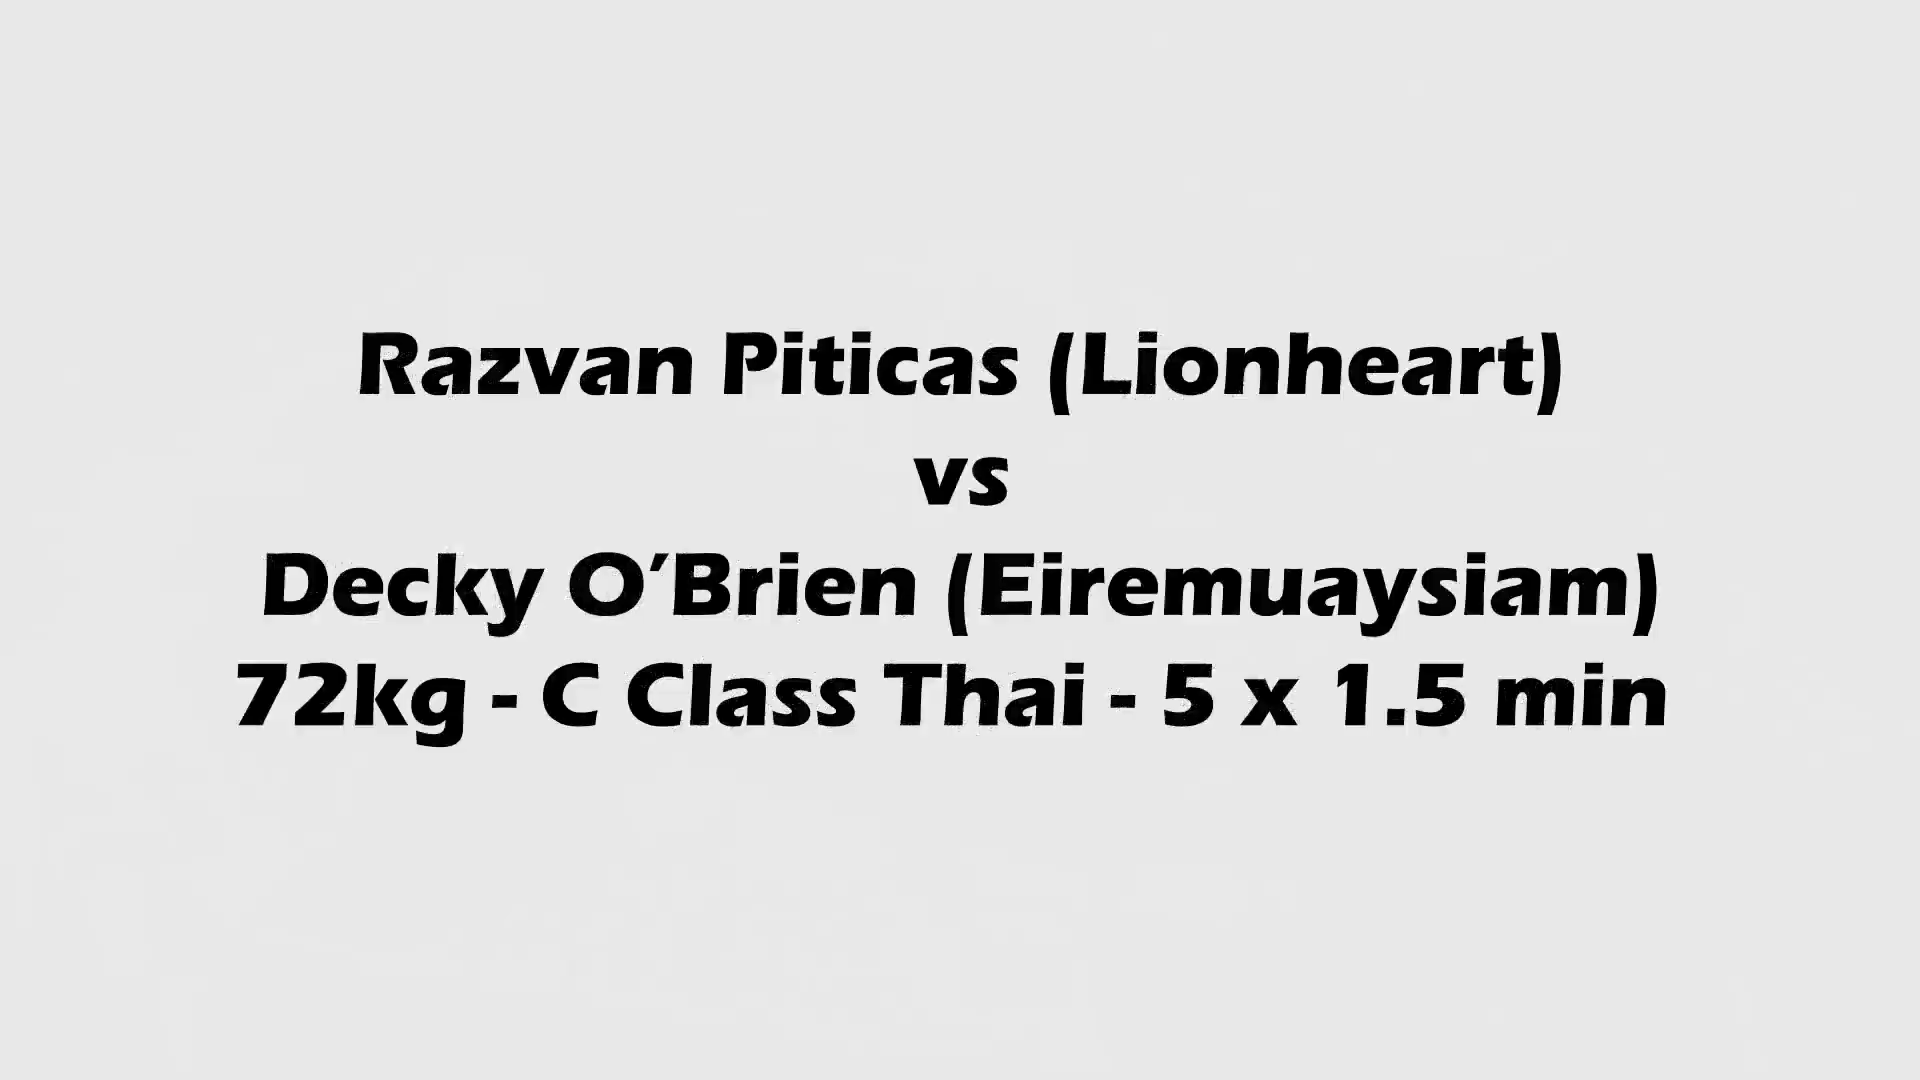 Razvan Piticas (Lionheart)
vs
Decky O'Brien (Eiremuaysiam)
72kg - C Class Thai - 5 x 1.5 min